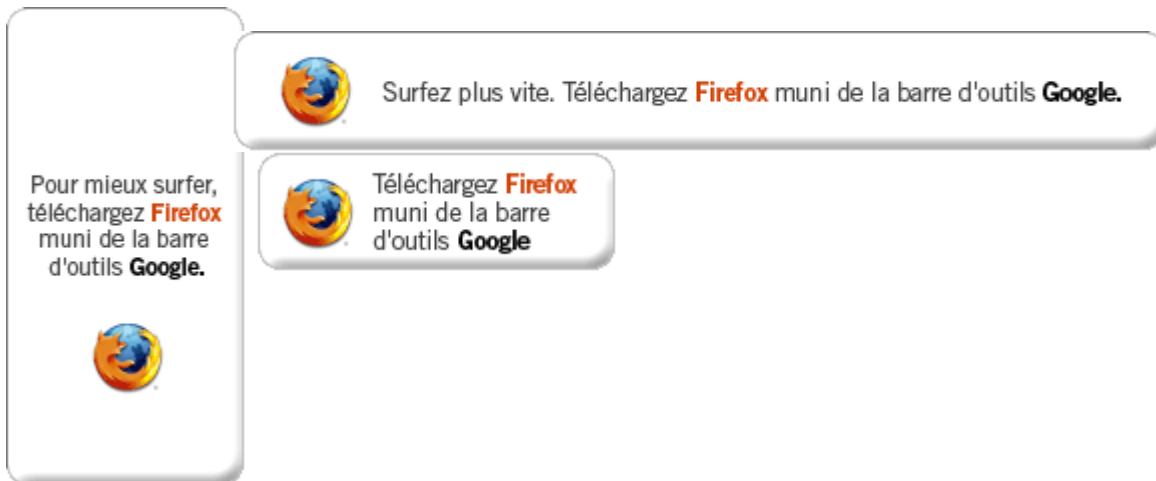 Surfez plus vite. Téléchargez Firefox muni de la barre d'outils Google.
Pour mieux surfer,
téléchargez Firefox
muni de la barre
d'outils Google.
Téléchargez Firefox
muni de la barre
d'outils Google